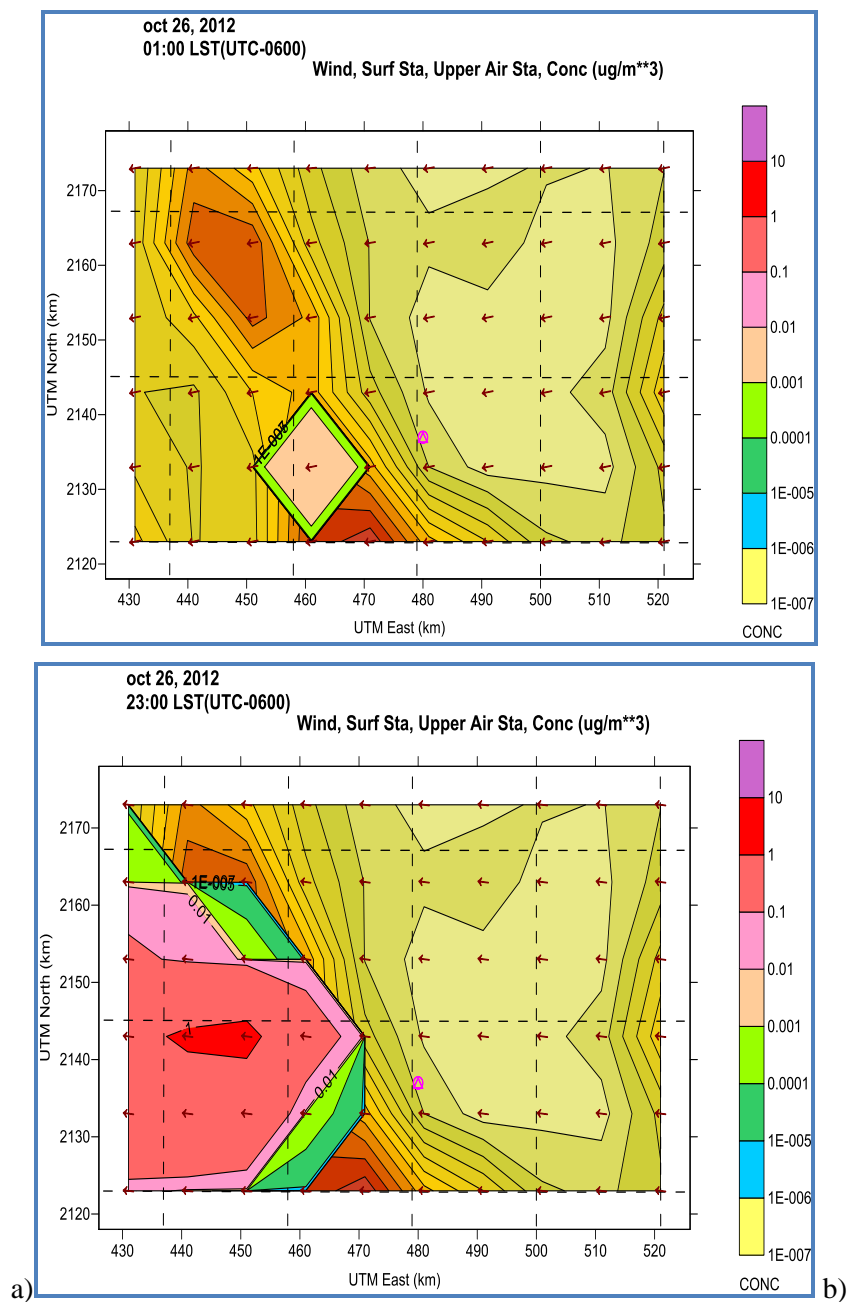 oct 26, 2012
01:00 LST(UTC-0600)
Wind, Surf Sta, Upper Air Sta, Conc (ug/m**3)
UTM North (km)
2170
2160
2150
2140
2130
2120
430 440 450 460 470 480 490 500 510 520
UTM East (km)
10
1
0.1
0.01
0.001
0.0001
1E-005
1E-006
1E-007
CONC
oct 26, 2012
23:00 LST(UTC-0600)
Wind, Surf Sta, Upper Air Sta, Conc (ug/m**3)
UTM North (km)
2170
2160
2150
2140
2130
2120
0.01
1
0.01
430 440 450 460 470 480 490 500 510 520
UTM East (km)
10
1
0.1
0.01
0.001
0.0001
1E-005
1E-006
1E-007
CONC
a) b)